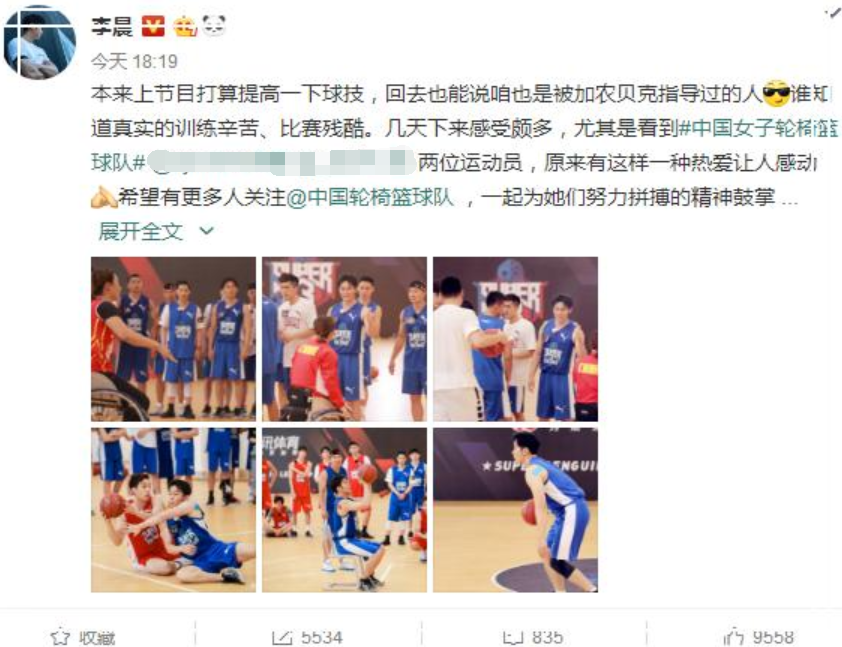 李晨
今天 18:19
本来上节目打算提高一下球技，回去也能说咱也是被加农贝克指导过的人😎谁知
道真实的训练辛苦、比赛残酷。几天下来感受颇多，尤其是看到#中国女子轮椅篮
球队# 两位运动员，原来有这样一种热爱让人感动
👏希望有更多人关注@中国轮椅篮球队 ，一起为她们努力拼搏的精神鼓掌 ...
展开全文
SUPER
讯体育
★SUPER PENGUIN
收藏
5534
835
9558